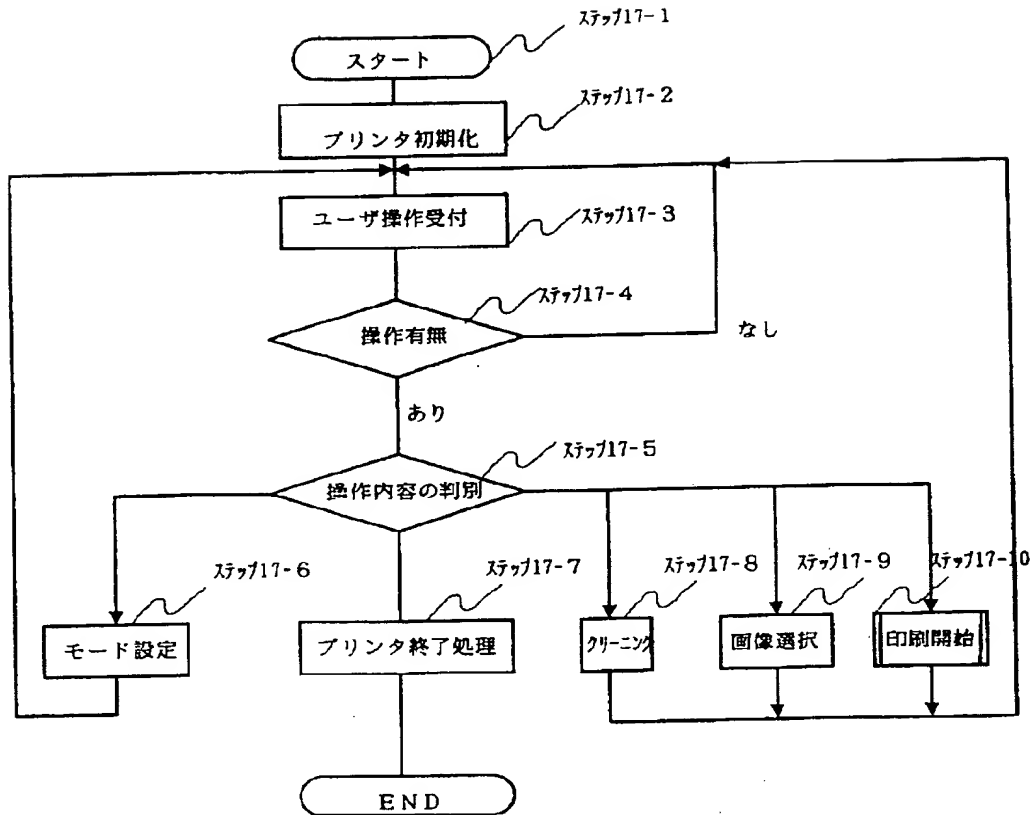 ステップ17-1
スタート
ステップ17-2
プリンタ初期化
ユーザ操作受付
ステップ17-3
ステップ17-4
操作有無
なし
あり
ステップ17-5
操作内容の判別
ステップ17-6
ステップ17-7
ステップ17-8
ステップ17-9
ステップ17-10
モード設定
プリンタ終了処理
クリーニング
画像選択
印刷開始
END